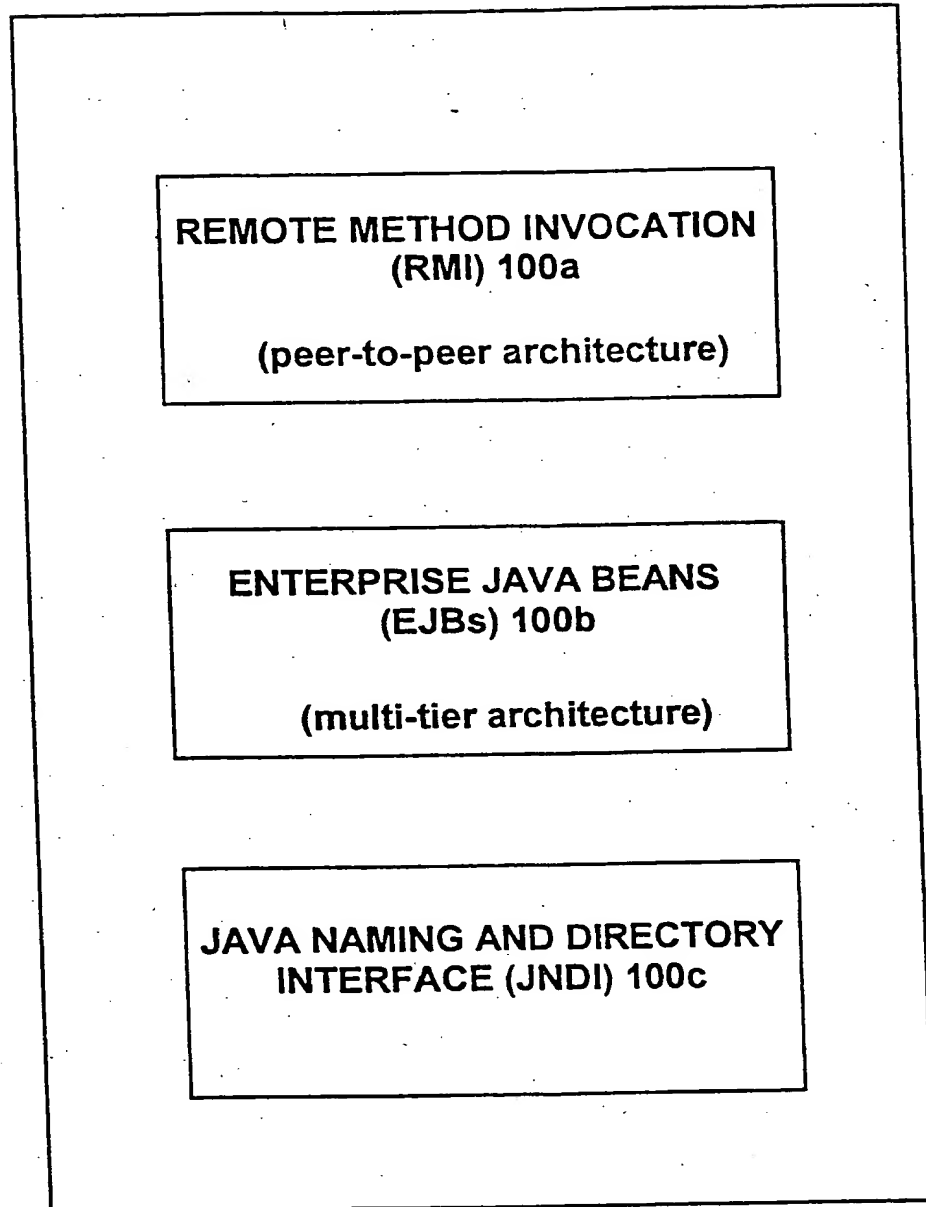 REMOTE METHOD INVOCATION
(RMI) 100a
(peer-to-peer architecture)
ENTERPRISE JAVA BEANS
(EJBs) 100b
(multi-tier architecture)
JAVA NAMING AND DIRECTORY
INTERFACE (JNDI) 100c